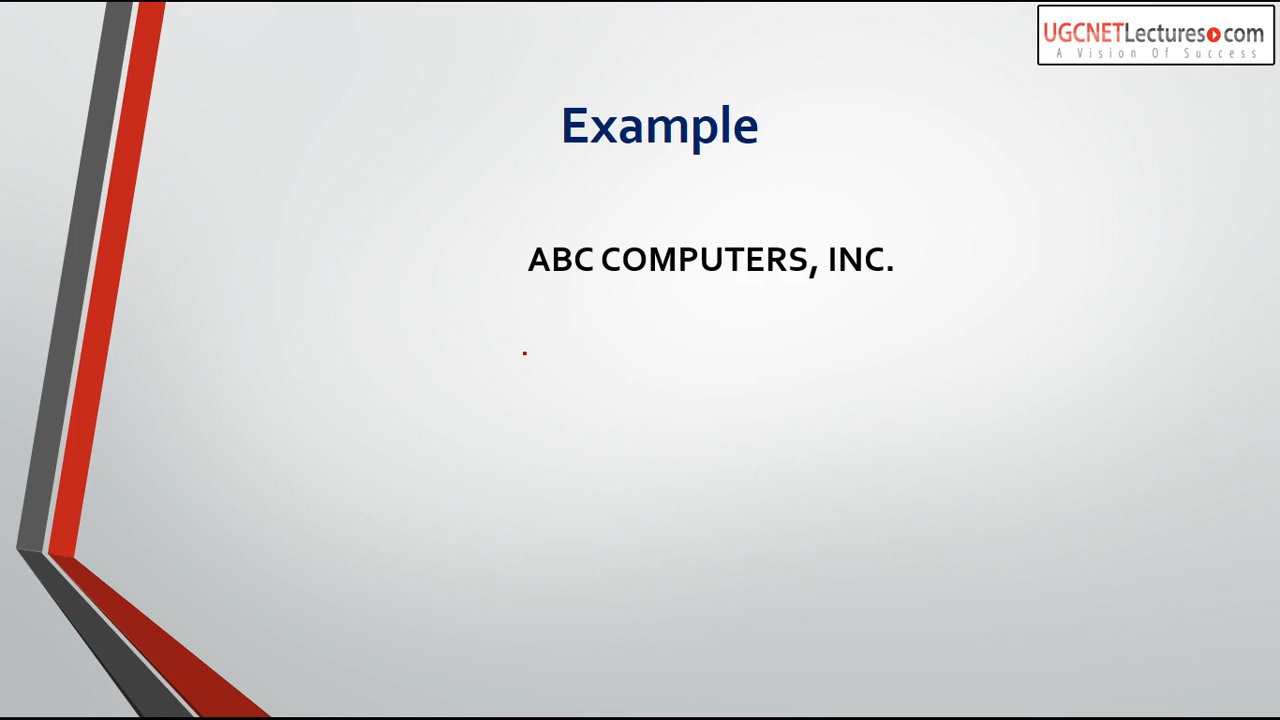 UGCNETLectures.com
A Vision Of Success
Example
ABC COMPUTERS, INC.